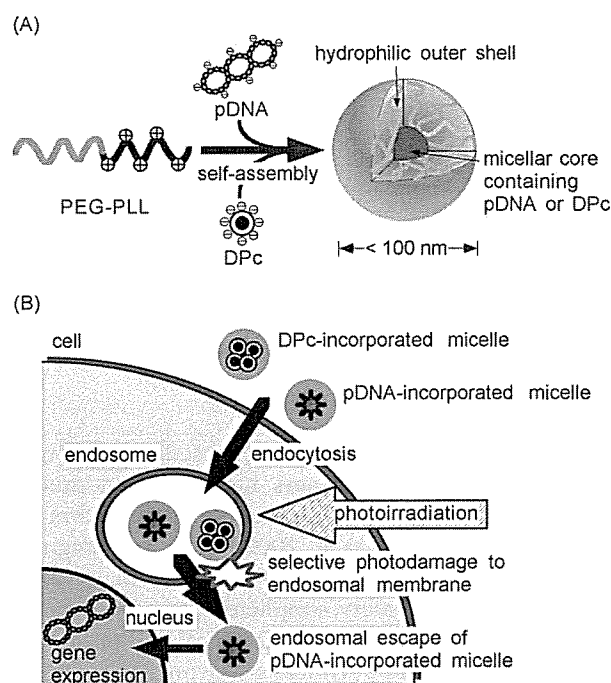 (A)
hydrophilic outer shell
pDNA
self-assembly
PEG-PLL
DPc
micellar core
containing
pDNA or DPc
< 100 nm
(B)
cell
DPc-incorporated micelle
pDNA-incorporated micelle
endosome
endocytosis
photoirradiation
selective photodamage to
endosomal membrane
nucleus
gene
expression
endosomal escape of
pDNA-incorporated micelle